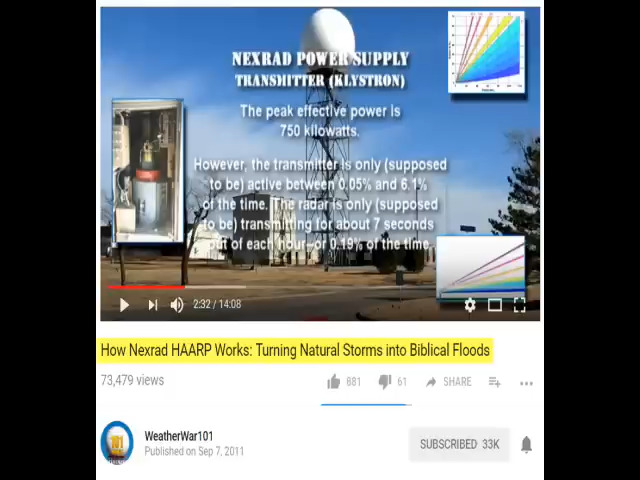 NEXRAD POWER SUPPLY
TRANSMITTER (KLYSTRON)
The peak effective power is
750 kilowatts.
However, the transmitter is only (supposed
to be) active between 0.05% and 6.1%
of the time. The radar is only (supposed
to be) transmitting for about 7 seconds
out of each hour--or 0.19% of the time.
2:32 / 14:08
How Nexrad HAARP Works: Turning Natural Storms into Biblical Floods
73,479 views
881
61
SHARE
WeatherWar101
Published on Sep 7, 2011
SUBSCRIBED 33K
101